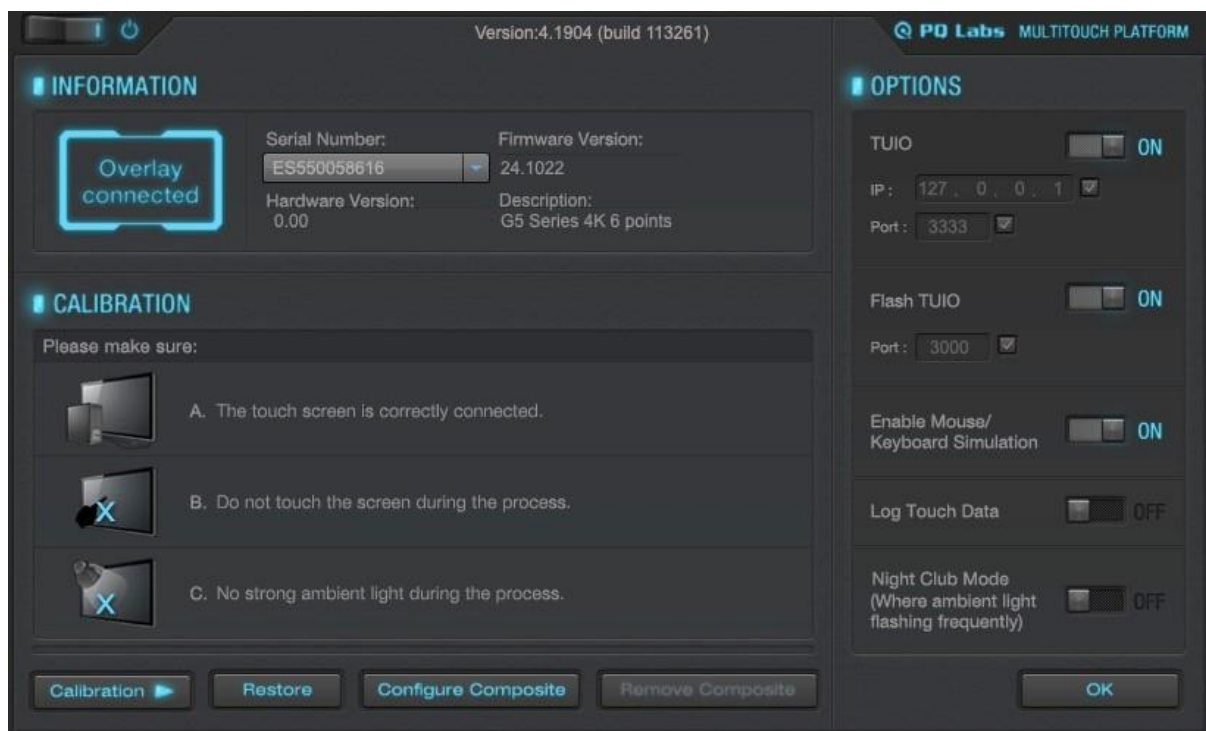 Version:4.1904 (build 113261)
PQ Labs MULTITOUCH PLATFORM
INFORMATION
Overlay
connected
Serial Number:
ES550058616
Hardware Version:
0.00
Firmware Version:
24.1022
Description:
G5 Series 4K 6 points
CALIBRATION
Please make sure:
A. The touch screen is correctly connected.
B. Do not touch the screen during the process.
C. No strong ambient light during the process.
Calibration
Restore
Configure Composite
Remove Composite
OPTIONS
TUIO
ON
IP: 127 . 0 . 0 . 1
Port: 3333
Flash TUIO
ON
Port: 3000
Enable Mouse/
Keyboard Simulation
ON
Log Touch Data
OFF
Night Club Mode
(Where ambient light
flashing frequently)
OFF
OK